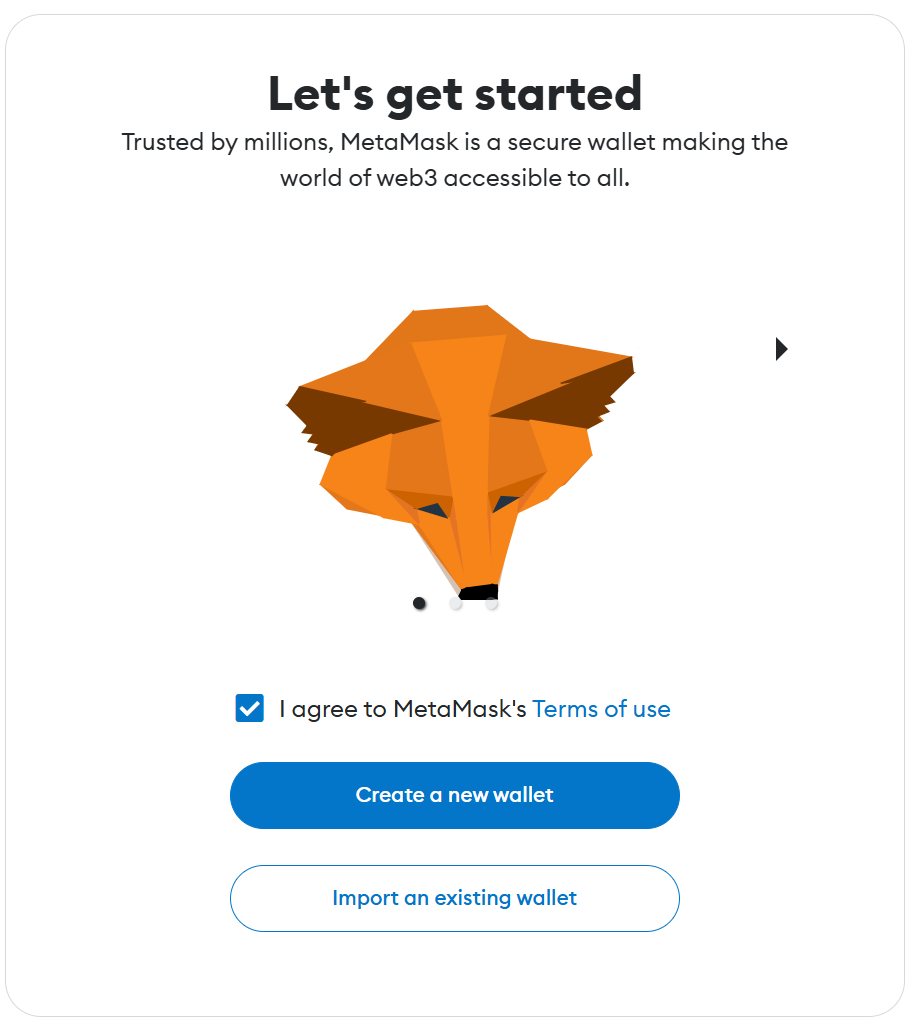 Let's get started
Trusted by millions, MetaMask is a secure wallet making the
world of web3 accessible to all.
I agree to MetaMask's Terms of use
Create a new wallet
Import an existing wallet